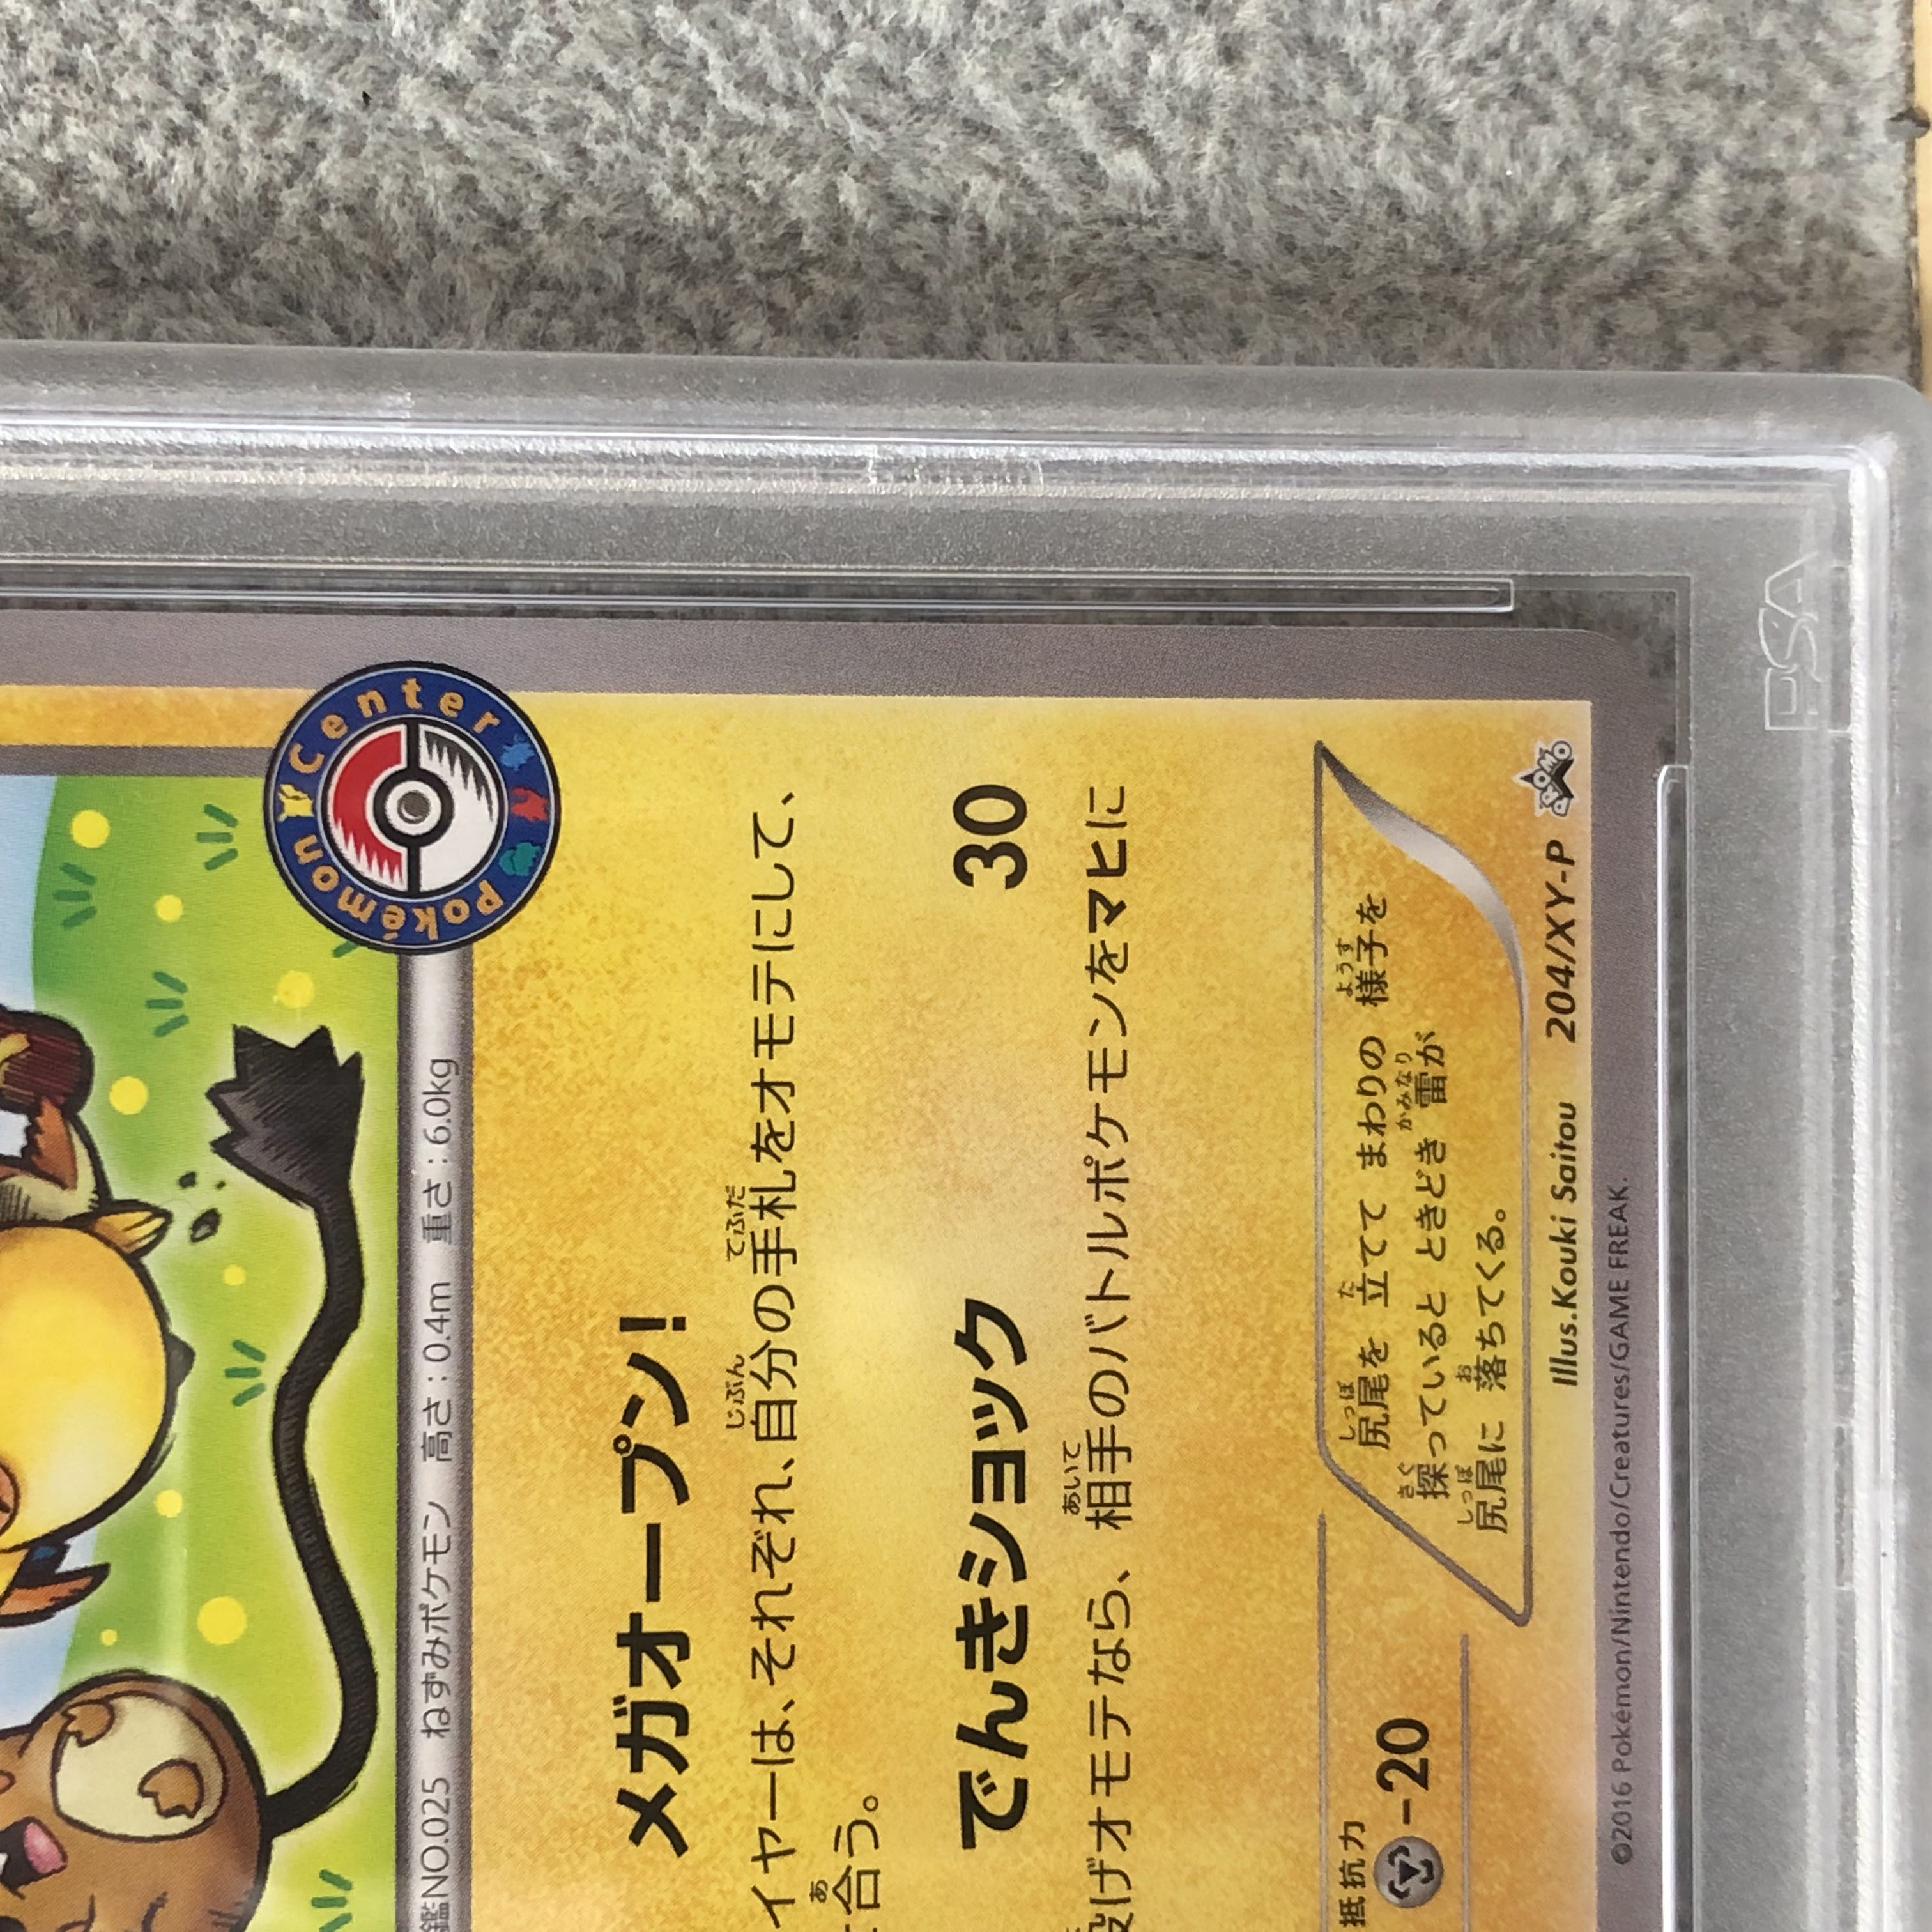 Pokémon Center
鑑NO.025 ねずみポケモン 高さ:0.4m 重さ:6.0kg
メガオープン!
イヤーは、それぞれ、自分の手札をオモテにして、
合う。
でんきショック 30
投げオモテなら、相手のバトルポケモンをマヒに
抵抗力
-20
尻尾を 立てて まわりの 様子を
探っていると ときどき 雷が
尻尾に 落ちてくる。
Illus.Kouki Saitou 204/XY-P PROMO
©2016 Pokémon/Nintendo/Creatures/GAME FREAK.
PSA